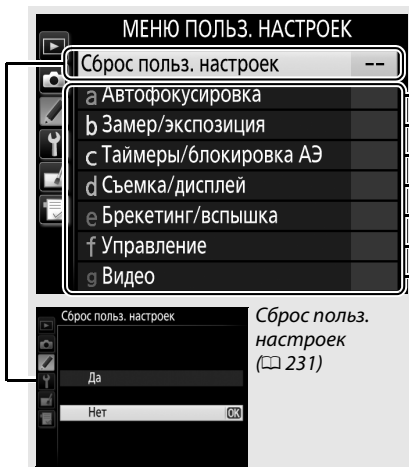 МЕНЮ ПОЛЬЗ. НАСТРОЕК
Сброс польз. настроек --
a Автофокусировка
b Замер/экспозиция
c Таймеры/блокировка АЭ
d Съемка/дисплей
e Брекетинг/вспышка
f Управление
g Видео
Сброс польз. настроек
Да
Нет OK
Сброс польз.
настроек
(📖 231)